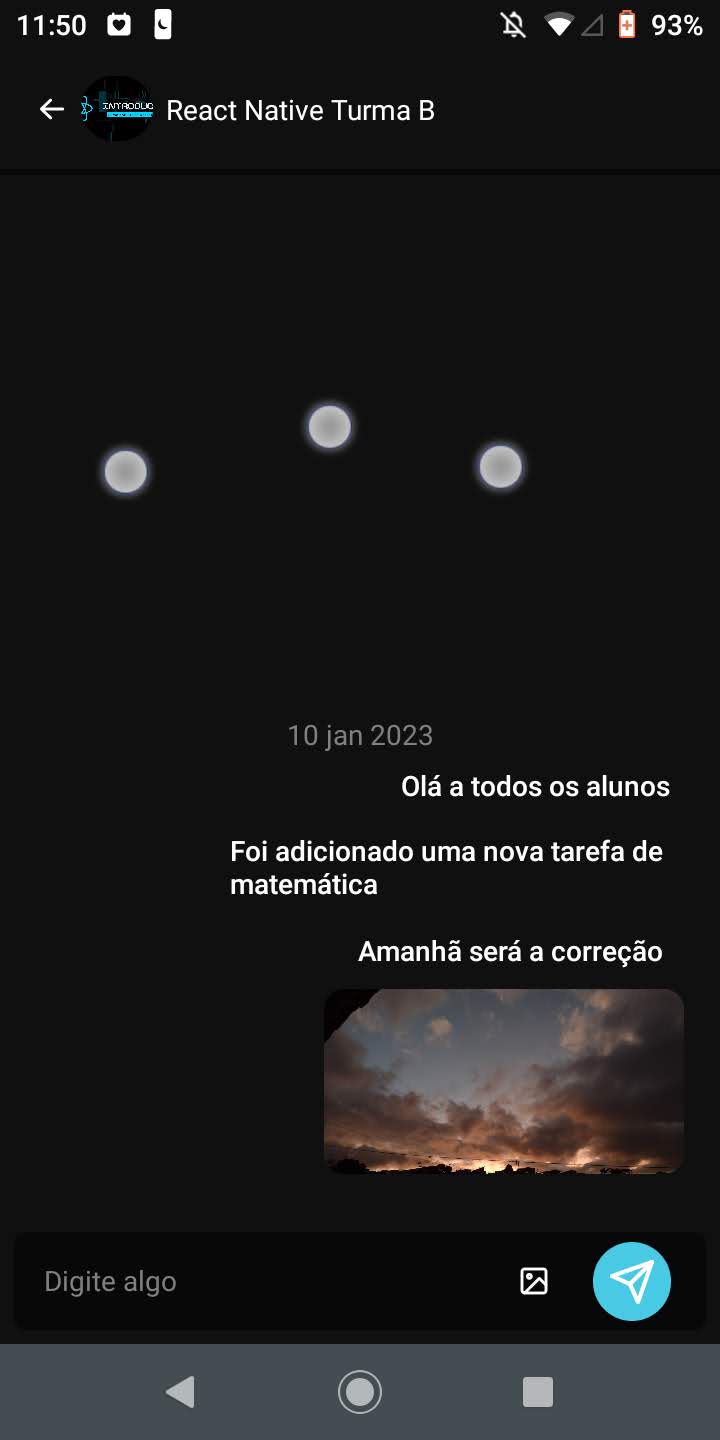 11:50
93%
React Native Turma B
10 jan 2023
Olá a todos os alunos
Foi adicionado uma nova tarefa de
matemática
Amanhã será a correção
Digite algo